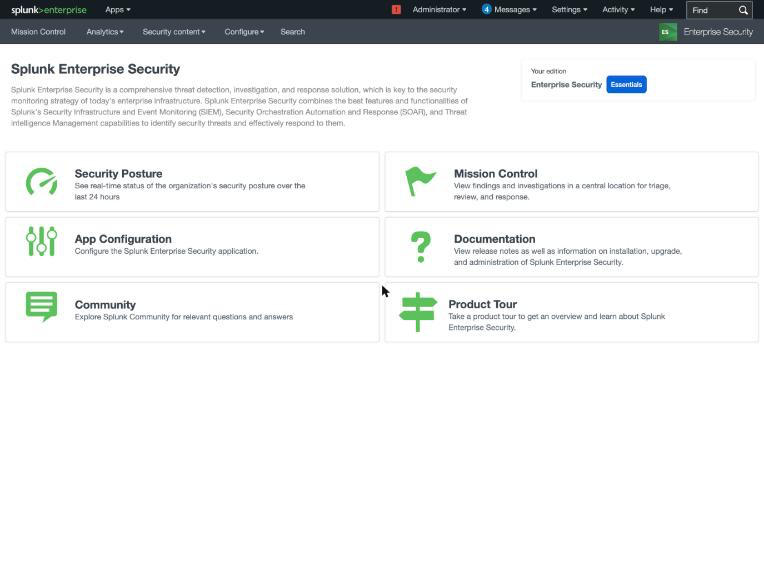 splunk>enterprise Apps ▾ ! Administrator ▾ 4 Messages ▾ Settings ▾ Activity ▾ Help ▾ Find
Mission Control Analytics ▾ Security content ▾ Configure ▾ Search ES Enterprise Security
Splunk Enterprise Security
Splunk Enterprise Security is a comprehensive threat detection, investigation, and response solution, which is key to the security
monitoring strategy of today's enterprise infrastructure. Splunk Enterprise Security combines the best features and functionalities of
Splunk's Security Infrastructure and Event Monitoring (SIEM), Security Orchestration Automation and Response (SOAR), and Threat
Intelligence Management capabilities to identify security threats and effectively respond to them.
Your edition
Enterprise Security Essentials
Security Posture
See real-time status of the organization's security posture over the
last 24 hours
Mission Control
View findings and investigations in a central location for triage,
review, and response.
App Configuration
Configure the Splunk Enterprise Security application.
Documentation
View release notes as well as information on installation, upgrade,
and administration of Splunk Enterprise Security.
Community
Explore Splunk Community for relevant questions and answers
Product Tour
Take a product tour to get an overview and learn about Splunk
Enterprise Security.